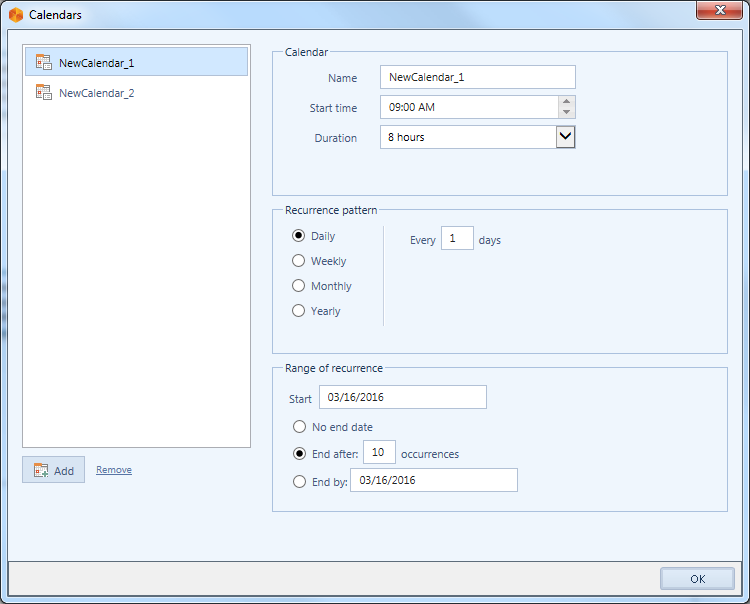 Calendars
NewCalendar_1
NewCalendar_2
Add
Remove
Calendar
Name NewCalendar_1
Start time 09:00 AM
Duration 8 hours
Recurrence pattern
Daily
Weekly
Monthly
Yearly
Every 1 days
Range of recurrence
Start 03/16/2016
No end date
End after: 10 occurrences
End by: 03/16/2016
OK